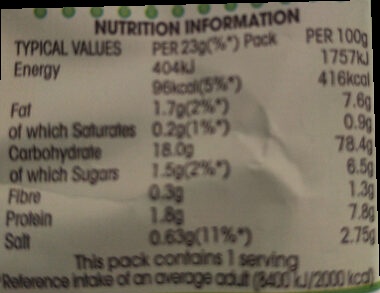 NUTRITION INFORMATION
TYPICAL VALUES PER 23g(%*) Pack PER 100g
Energy 404kJ 1757kJ
96kcal(5%*) 416kcal
Fat 1.7g(2%*) 7.6g
of which Saturates 0.2g(1%*) 0.9g
Carbohydrate 18.0g 78.4g
of which Sugars 1.5g(2%*) 6.5g
Fibre 0.3g 1.3g
Protein 1.8g 7.8g
Salt 0.63g(11%*) 2.75g
This pack contains 1 serving
*Reference intake of an average adult (8400 kJ/2000 kcal)